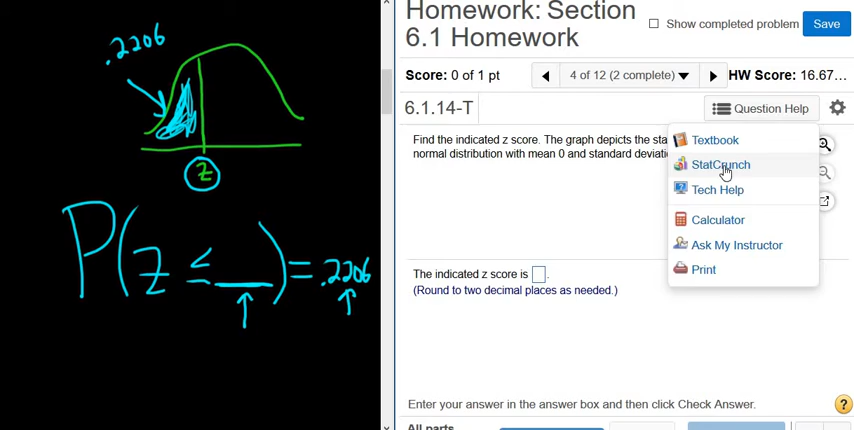 .2206
z
P(z ≤ __) = .2206
Homework: Section
6.1 Homework
Show completed problem
Save
Score: 0 of 1 pt
4 of 12 (2 complete)
HW Score: 16.67...
6.1.14-T
Question Help
Find the indicated z score. The graph depicts the sta
normal distribution with mean 0 and standard deviatio
Textbook
StatCrunch
Tech Help
Calculator
Ask My Instructor
Print
The indicated z score is
(Round to two decimal places as needed.)
Enter your answer in the answer box and then click Check Answer.
?
All parts